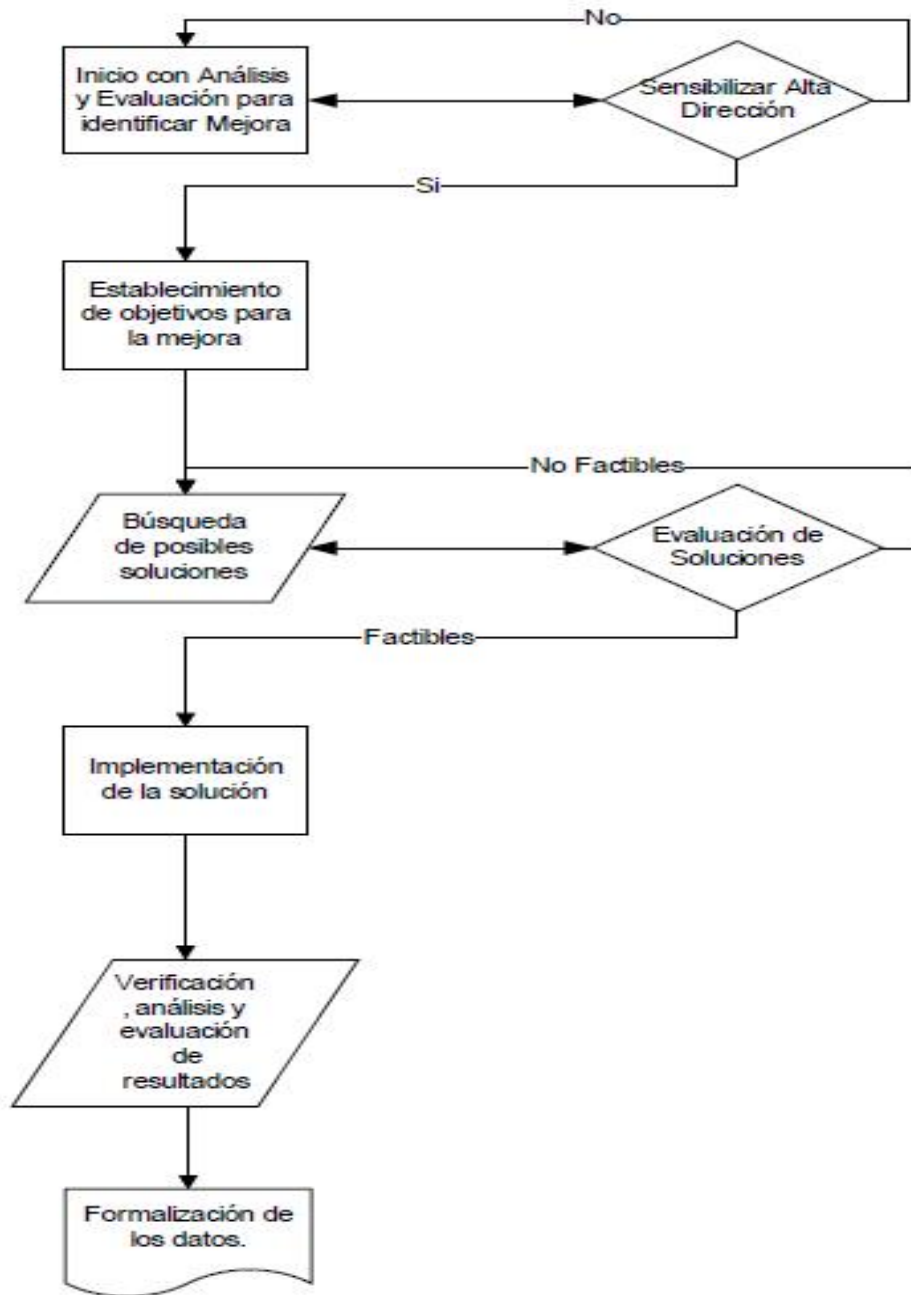 No
Inicio con Análisis
y Evaluación para
identificar Mejora
Sensibilizar Alta
Dirección
Si
Establecimiento
de objetivos para
la mejora
No Factibles
Búsqueda
de posibles
soluciones
Evaluación de
Soluciones
Factibles
Implementación
de la solución
Verificación
, análisis y
evaluación
de
resultados
Formalización de
los datos.